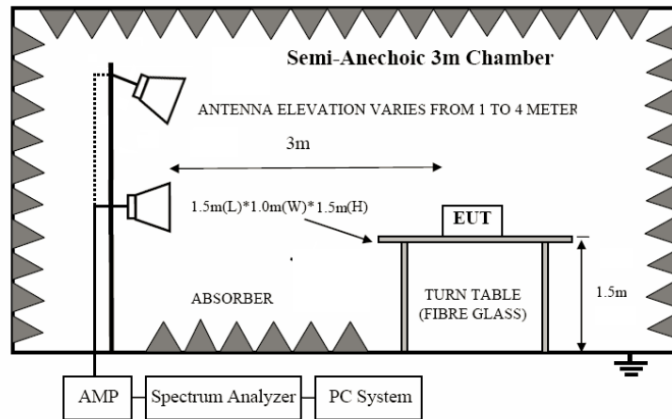 Semi-Anechoic 3m Chamber
ANTENNA ELEVATION VARIES FROM 1 TO 4 METER
3m
1.5m(L)*1.0m(W)*1.5m(H)
EUT
ABSORBER
TURN TABLE
(FIBRE GLASS)
1.5m
AMP
Spectrum Analyzer
PC System